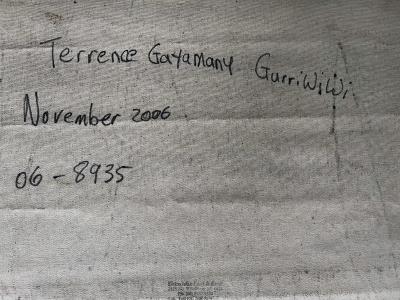 Terrence Gayamany Gurriwiwi
November 2006
06 - 8935